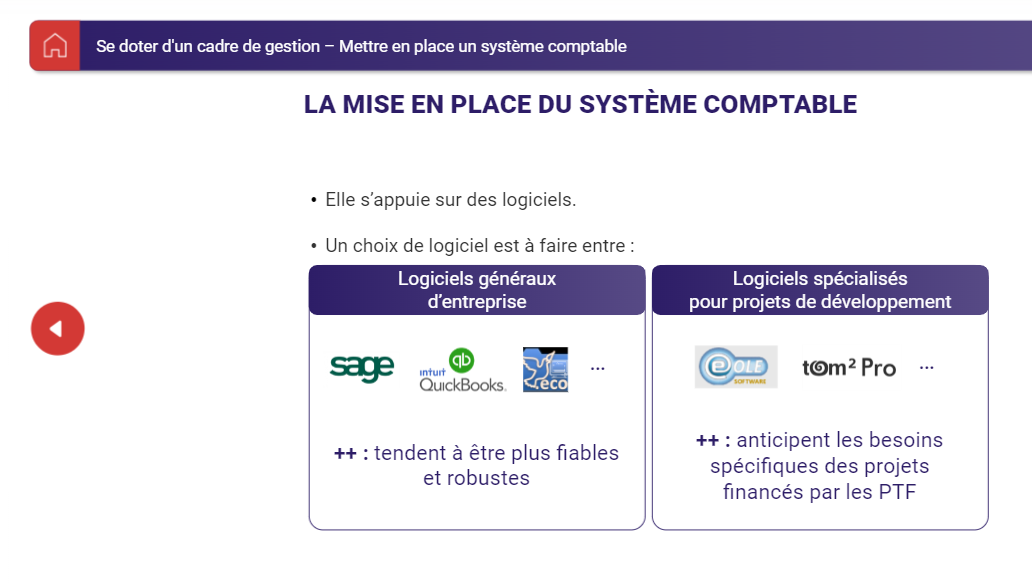 Se doter d'un cadre de gestion – Mettre en place un système comptable
LA MISE EN PLACE DU SYSTÈME COMPTABLE
• Elle s’appuie sur des logiciels.
• Un choix de logiciel est à faire entre :
Logiciels généraux
d’entreprise
sage
intuit
qb
QuickBooks.
.eco
...
++ : tendent à être plus fiables
et robustes
Logiciels spécialisés
pour projets de développement
eOLE
SOFTWARE
tom² Pro
...
++ : anticipent les besoins
spécifiques des projets
financés par les PTF